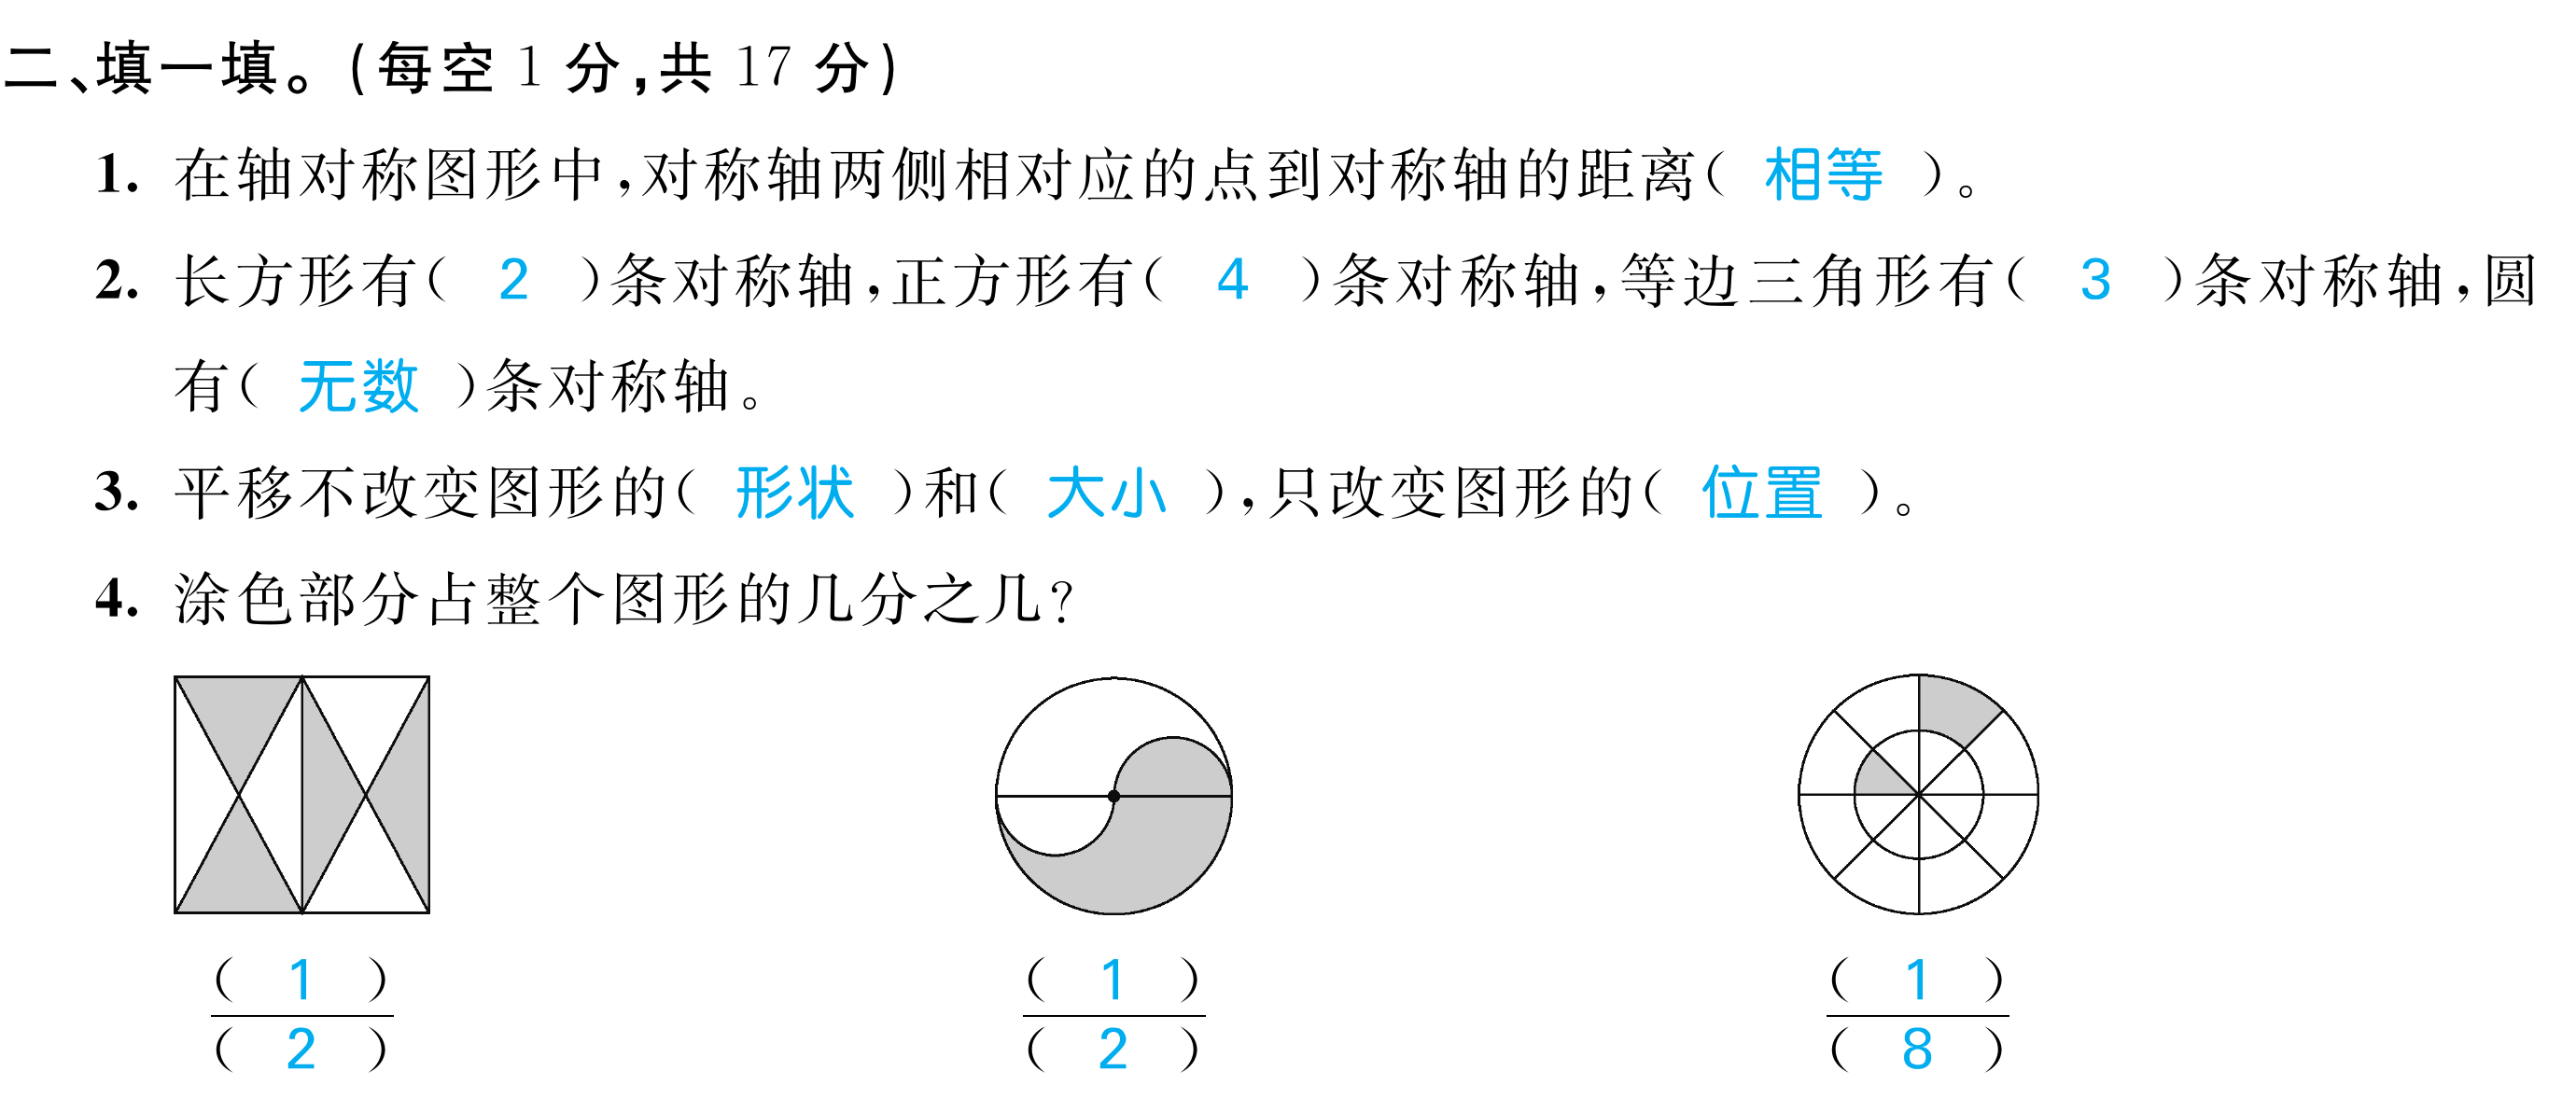 二、填一填。(每空 1 分,共 17 分)
1. 在轴对称图形中,对称轴两侧相对应的点到对称轴的距离( 相等 )。
2. 长方形有( 2 )条对称轴,正方形有( 4 )条对称轴,等边三角形有( 3 )条对称轴,圆
有( 无数 )条对称轴。
3. 平移不改变图形的( 形状 )和( 大小 ),只改变图形的( 位置 )。
4. 涂色部分占整个图形的几分之几?
( 1 ) ( 1 ) ( 1 )
( 2 ) ( 2 ) ( 8 )